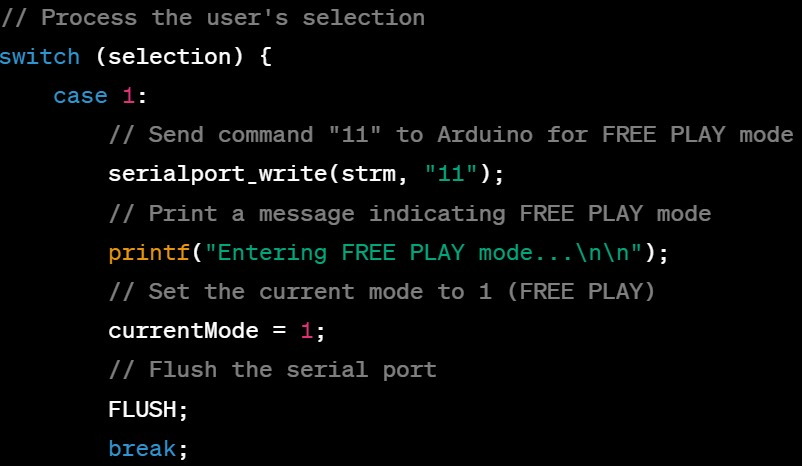 // Process the user's selection
switch (selection) {
    case 1:
        // Send command "11" to Arduino for FREE PLAY mode
        serialport_write(strm, "11");
        // Print a message indicating FREE PLAY mode
        printf("Entering FREE PLAY mode...\n\n");
        // Set the current mode to 1 (FREE PLAY)
        currentMode = 1;
        // Flush the serial port
        FLUSH;
        break;